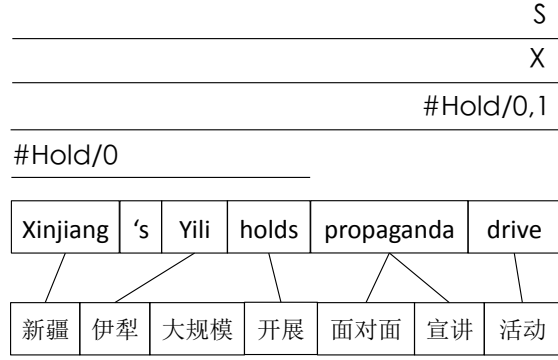 S
X
#Hold/0,1
#Hold/0
Xinjiang ‘s Yili holds propaganda drive
新疆 伊犁 大规模 开展 面对面 宣讲 活动